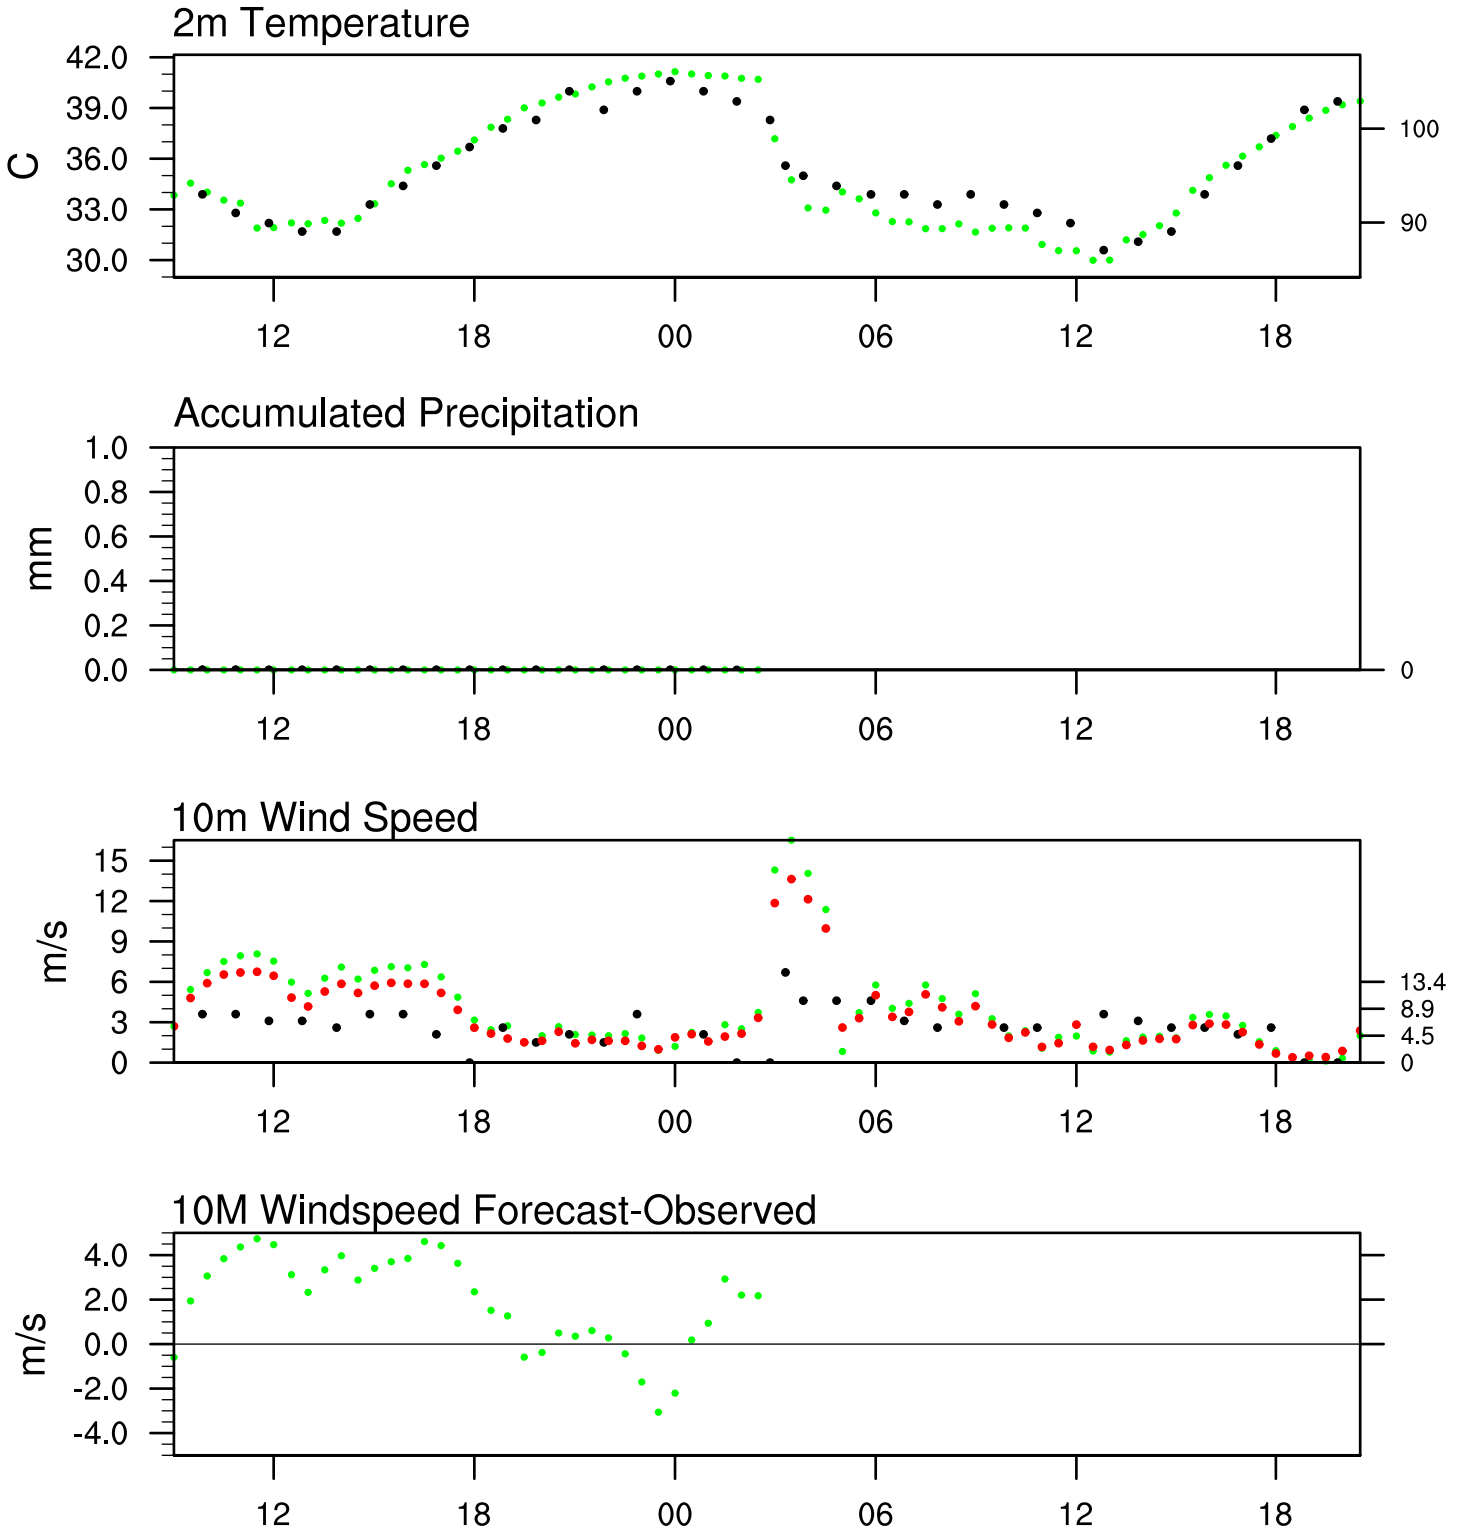 2m Temperature
42.0
39.0
36.0
33.0
30.0
C
100
90
12 18 00 06 12 18
Accumulated Precipitation
1.0
0.8
0.6
0.4
0.2
0.0
mm
0
12 18 00 06 12 18
10m Wind Speed
15
12
9
6
3
0
m/s
13.4
8.9
4.5
0
12 18 00 06 12 18
10M Windspeed Forecast-Observed
4.0
2.0
0.0
-2.0
-4.0
m/s
12 18 00 06 12 18